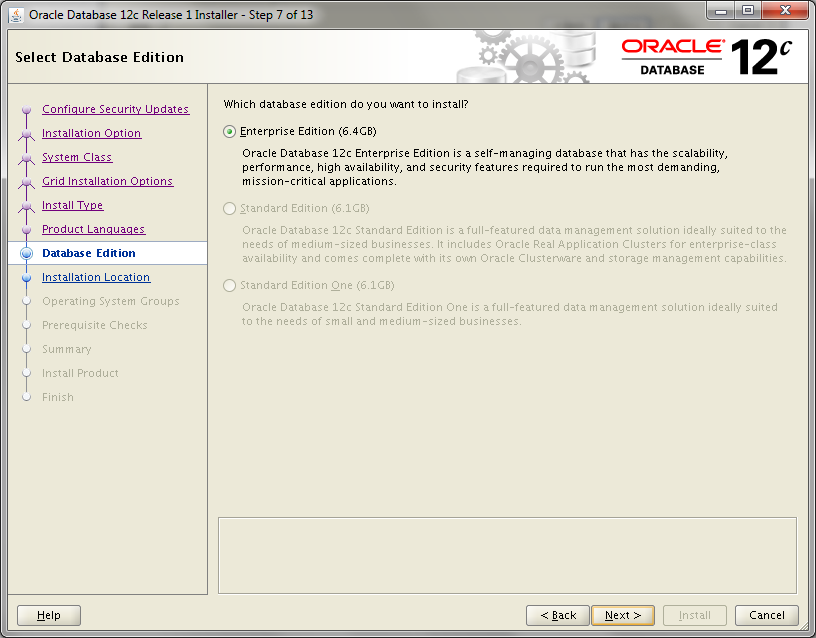 Oracle Database 12c Release 1 Installer - Step 7 of 13
Select Database Edition
ORACLE®
DATABASE
12c
Configure Security Updates
Installation Option
System Class
Grid Installation Options
Install Type
Product Languages
Database Edition
Installation Location
Operating System Groups
Prerequisite Checks
Summary
Install Product
Finish
Which database edition do you want to install?
Enterprise Edition (6.4GB)
Oracle Database 12c Enterprise Edition is a self-managing database that has the scalability,
performance, high availability, and security features required to run the most demanding,
mission-critical applications.
Standard Edition (6.1GB)
Oracle Database 12c Standard Edition is a full-featured data management solution ideally suited to the
needs of medium-sized businesses. It includes Oracle Real Application Clusters for enterprise-class
availability and comes complete with its own Oracle Clusterware and storage management capabilities.
Standard Edition One (6.1GB)
Oracle Database 12c Standard Edition One is a full-featured data management solution ideally suited
to the needs of small and medium-sized businesses.
Help
< Back
Next >
Install
Cancel